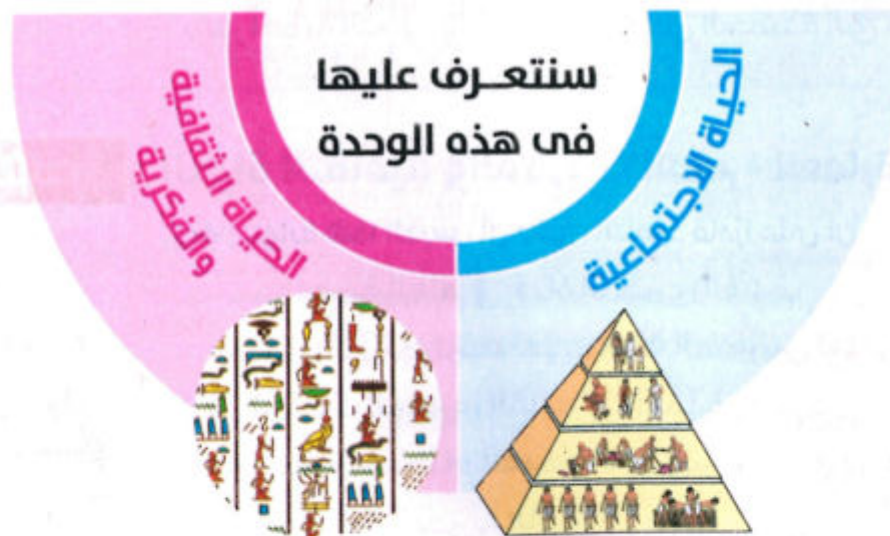 سنتعـرف عليها
فى هذه الوحدة
الحياة الاجتماعية
الحياة الثقافية
والفكرية